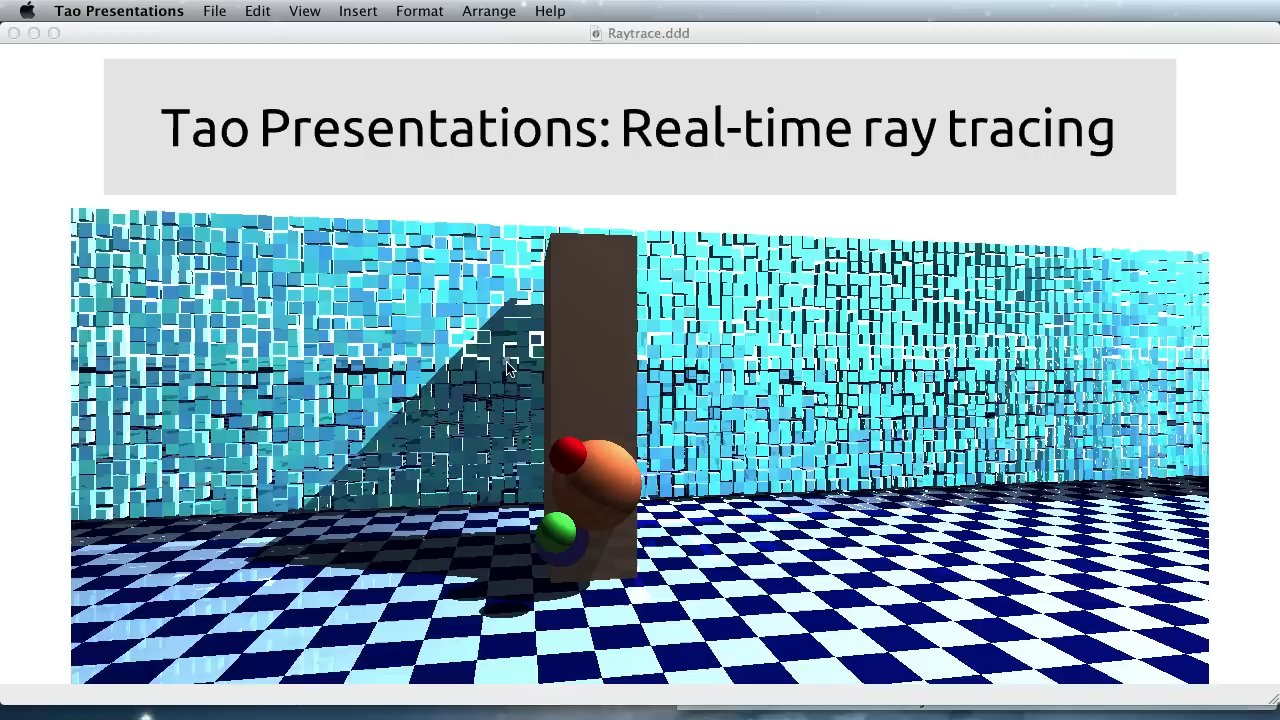 Tao Presentations File Edit View Insert Format Arrange Help
Raytrace.ddd
Tao Presentations: Real-time ray tracing